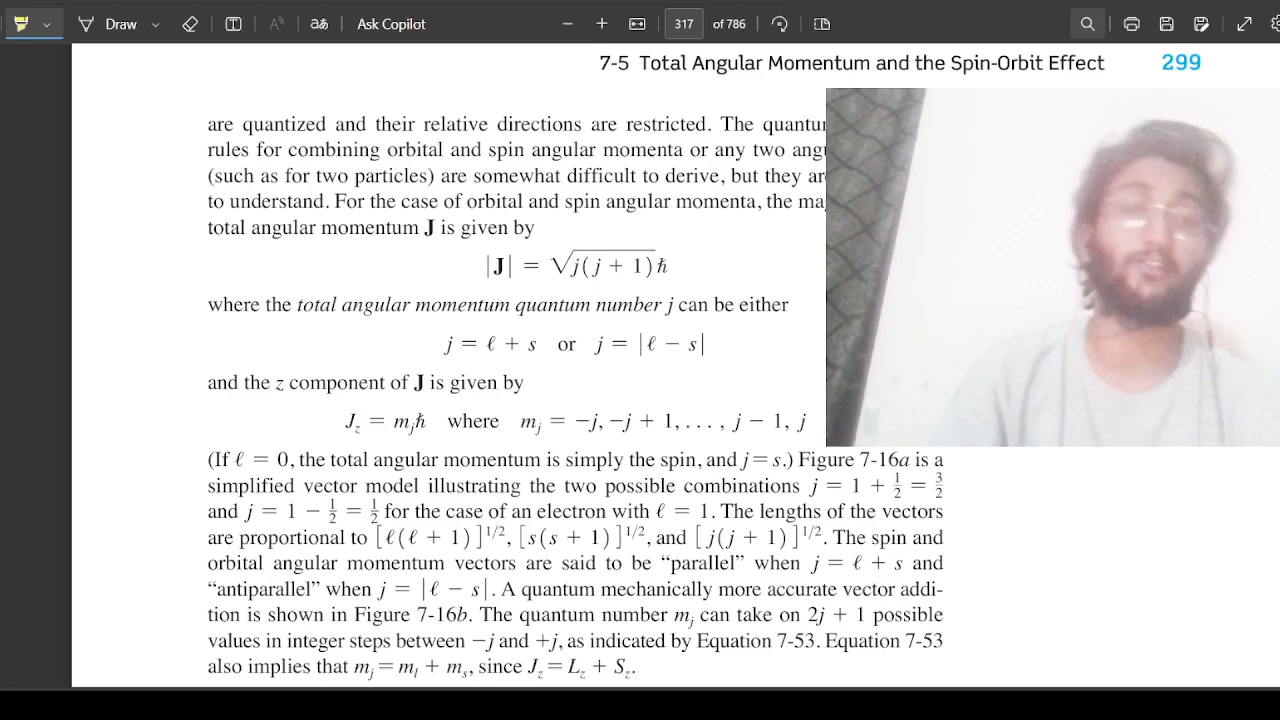 Draw
Ask Copilot
317 of 786
7-5 Total Angular Momentum and the Spin-Orbit Effect 299
are quantized and their relative directions are restricted. The
rules for combining orbital and spin angular momenta or any two
(such as for two particles) are somewhat difficult to derive, but they
to understand. For the case of orbital and spin angular momenta, the
total angular momentum J is given by
|J| = √j(j + 1)ħ
where the total angular momentum quantum number j can be either
j = ℓ + s or j = |ℓ − s|
and the z component of J is given by
J_z = m_jħ where m_j = −j, −j + 1, . . . , j − 1, j
(If ℓ = 0, the total angular momentum is simply the spin, and j = s.) Figure 7-16a is a
simplified vector model illustrating the two possible combinations j = 1 + 1/2 = 3/2
and j = 1 − 1/2 = 1/2 for the case of an electron with ℓ = 1. The lengths of the vectors
are proportional to [ℓ(ℓ + 1)]^1/2, [s(s + 1)]^1/2, and [j(j + 1)]^1/2. The spin and
orbital angular momentum vectors are said to be “parallel” when j = ℓ + s and
“antiparallel” when j = |ℓ − s|. A quantum mechanically more accurate vector addi-
tion is shown in Figure 7-16b. The quantum number m_j can take on 2j + 1 possible
values in integer steps between −j and +j, as indicated by Equation 7-53. Equation 7-53
also implies that m_j = m_l + m_s, since J_z = L_z + S_z.